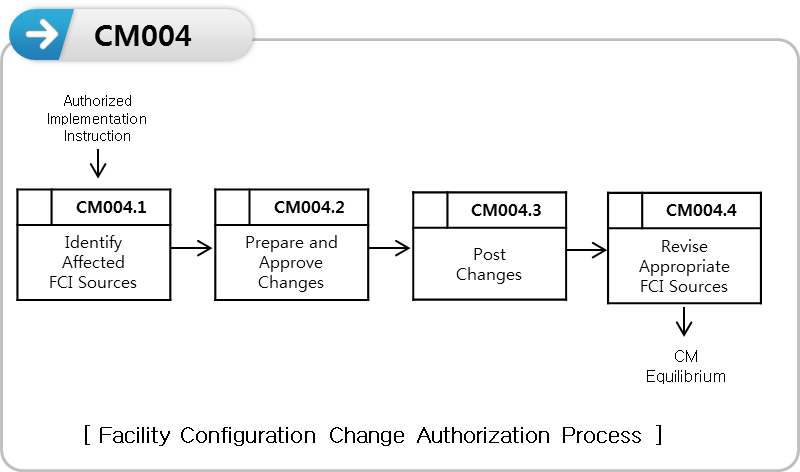 CM004
Authorized
Implementation
Instruction
CM004.1
Identify
Affected
FCI Sources
CM004.2
Prepare and
Approve
Changes
CM004.3
Post
Changes
CM004.4
Revise
Appropriate
FCI Sources
CM
Equilibrium
[ Facility Configuration Change Authorization Process ]